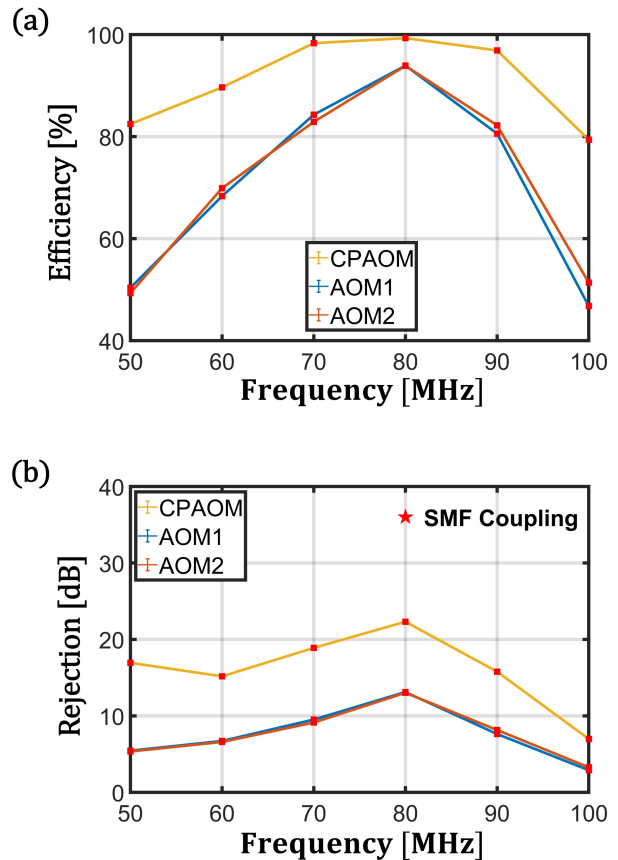 (a)
100
80
60
40
Efficiency [%]
CPAOM
AOM1
AOM2
50 60 70 80 90 100
Frequency [MHz]
(b)
40
30
20
10
0
Rejection [dB]
CPAOM
AOM1
AOM2
SMF Coupling
50 60 70 80 90 100
Frequency [MHz]